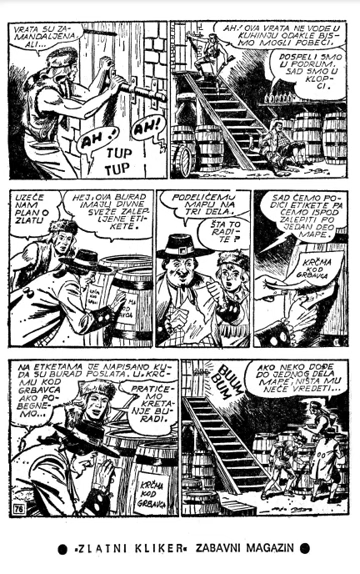 VRATA SU ZA-
MANDALJENA,
ALI...
AH!
AH!
TUP
TUP
AH! OVA VRATA NE VODE U
KUHINJU ODAKLE BIS-
MO MOGLI POBEĆI.
DOSPELI SMO
U PODRUM.
SAD SMO U
KLOP-
CI.
UZEĆE
NAM
PLAN O
ZLATU
HEJ, OVA BURAD
IMAJU DIVNE
SVEŽE ZALEP-
LJENE ETI-
KETE.
PODELIĆEMO
MAPU NA
TRI DELA.
ŠTA TO
RADI-
TE?
SAD ĆEMO PO-
DIĆI ETIKETE PA
ĆEMO ISPOD
ZALEPITI PO
JEDAN DEO
MAPE.
KRČMA
KOD
GRBAVCA
NA ETKETAMA JE NAPISANO KU-
DA SU BURAD POSLATA. U KRČ-
MU KOD
GRBAVCA
AKO PO-
BEGNE-
MO...
PRATIĆE-
MO KRETA-
NJE BU-
RADI.
KRČMA
KOD
GRBAVCA
76
BUUM
BUM
AKO NEKO DOĐE
DO JEDNOG DELA
MAPE, NIŠTA MU
NEĆE VREDETI...
● »ZLATNI KLIKER« ZABAVNI MAGAZIN ●